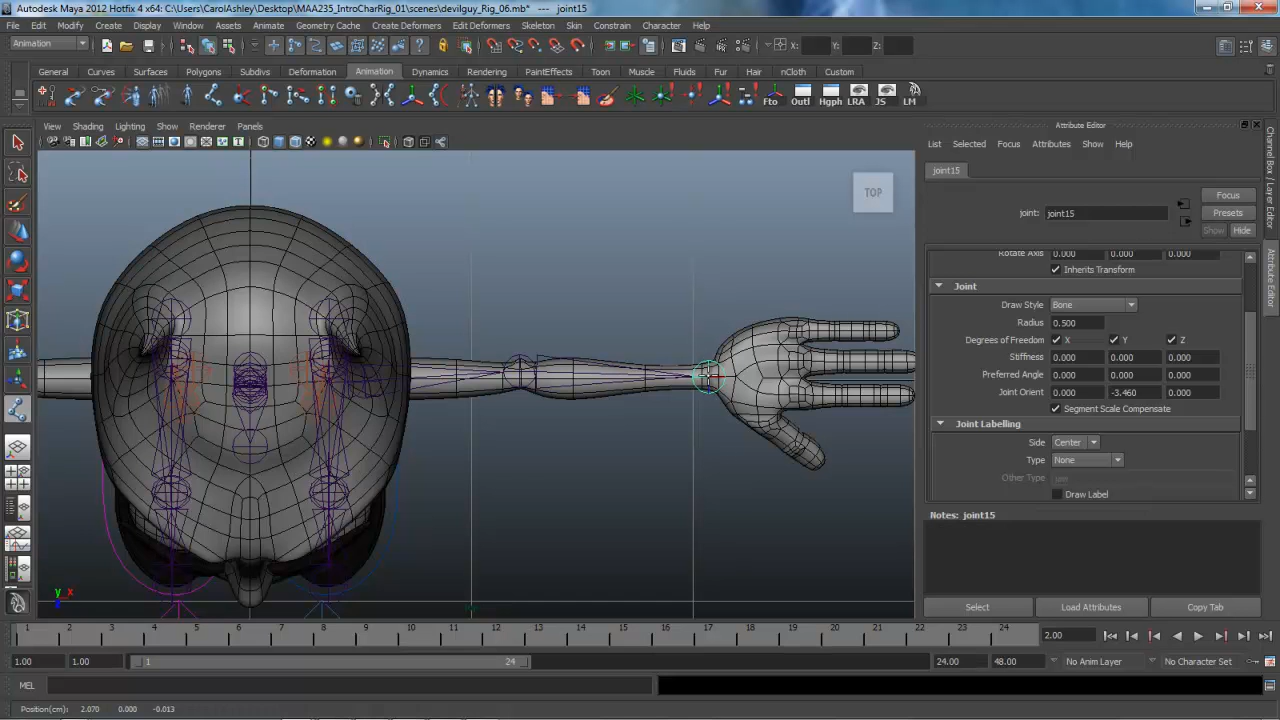 Autodesk Maya 2012 Hotfix 4 x64: C:\Users\CarolAshley\Desktop\MAA235_IntroCharRig_01\scenes\devilguy_Rig_06.mb* --- joint15
File Edit Modify Create Display Window Assets Animate Geometry Cache Create Deformers Edit Deformers Skeleton Skin Constrain Character Help
Animation X: Y: Z:
General Curves Surfaces Polygons Subdivs Deformation Animation Dynamics Rendering PaintEffects Toon Muscle Fluids Fur Hair nCloth Custom
Fto Outl Hgph LRA JS LM
View Shading Lighting Show Renderer Panels
Attribute Editor
List Selected Focus Attributes Show Help
joint15
Focus
joint: joint15 Presets
Show Hide
Rotate Axis 0.000 0.000 0.000
Inherits Transform
Joint
Draw Style Bone
Radius 0.500
Degrees of Freedom X Y Z
Stiffness 0.000 0.000 0.000
Preferred Angle 0.000 0.000 0.000
Joint Orient 0.000 -3.460 0.000
Segment Scale Compensate
Joint Labelling
Side Center
Type None
Other Type
Draw Label
Notes: joint15
Select Load Attributes Copy Tab
TOP
Channel Box / Layer Editor
Attribute Editor
y x
1 2 3 4 5 6 7 8 9 10 11 12 13 14 15 16 17 18 19 20 21 22 23 24 2.00
1.00 1.00 1 24 24.00 48.00 No Anim Layer No Character Set
MEL
Position(cm): 2.070 0.000 -0.013